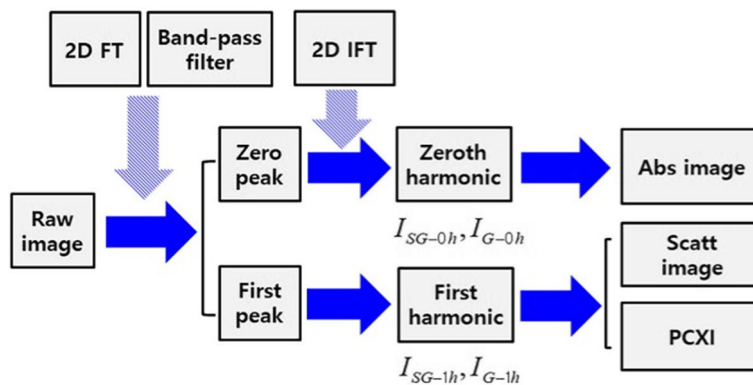 2D FT
Band-pass
filter
2D IFT
Zero
peak
Zeroth
harmonic
Abs image
Raw
image
I_{SG-0h}, I_{G-0h}
Scatt
image
First
peak
First
harmonic
PCXI
I_{SG-1h}, I_{G-1h}